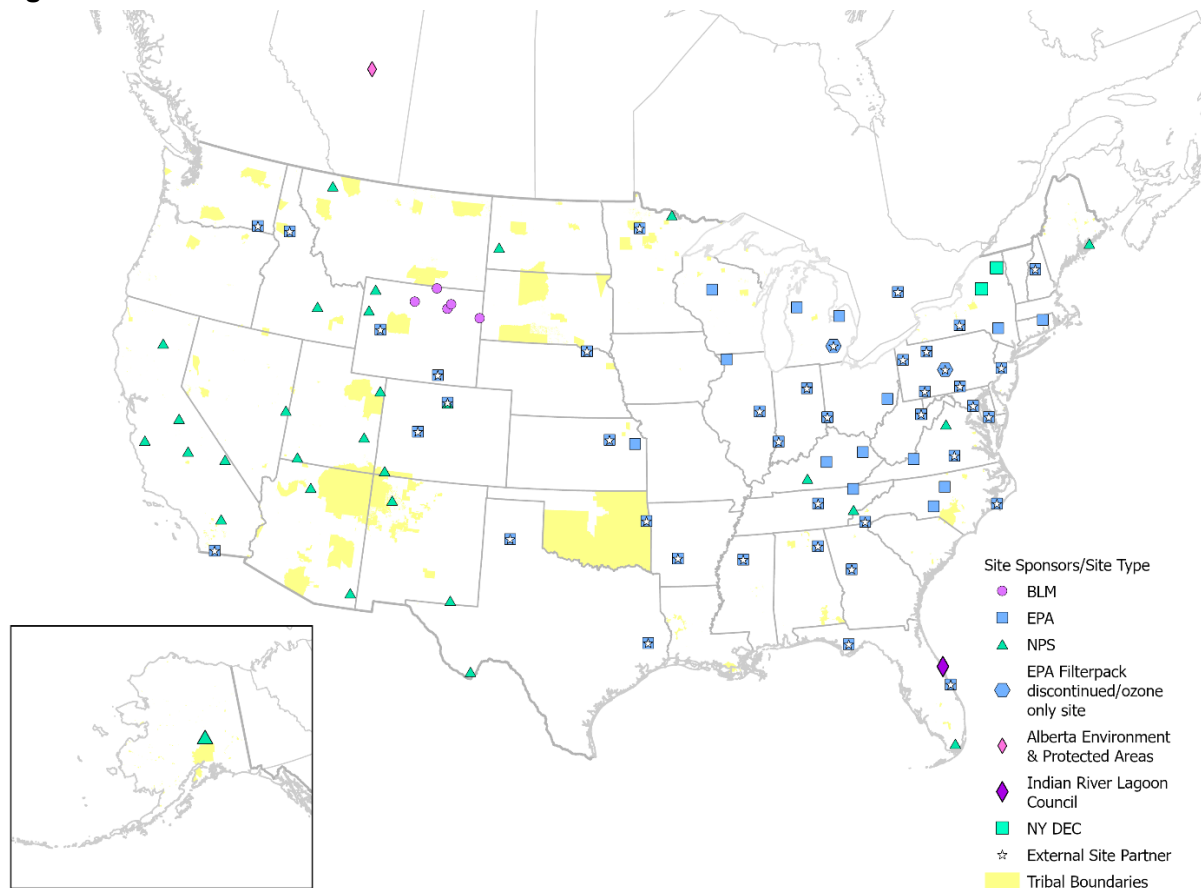 Site Sponsors/Site Type
BLM
EPA
NPS
EPA Filterpack
discontinued/ozone
only site
Alberta Environment
& Protected Areas
Indian River Lagoon
Council
NY DEC
External Site Partner
Tribal Boundaries